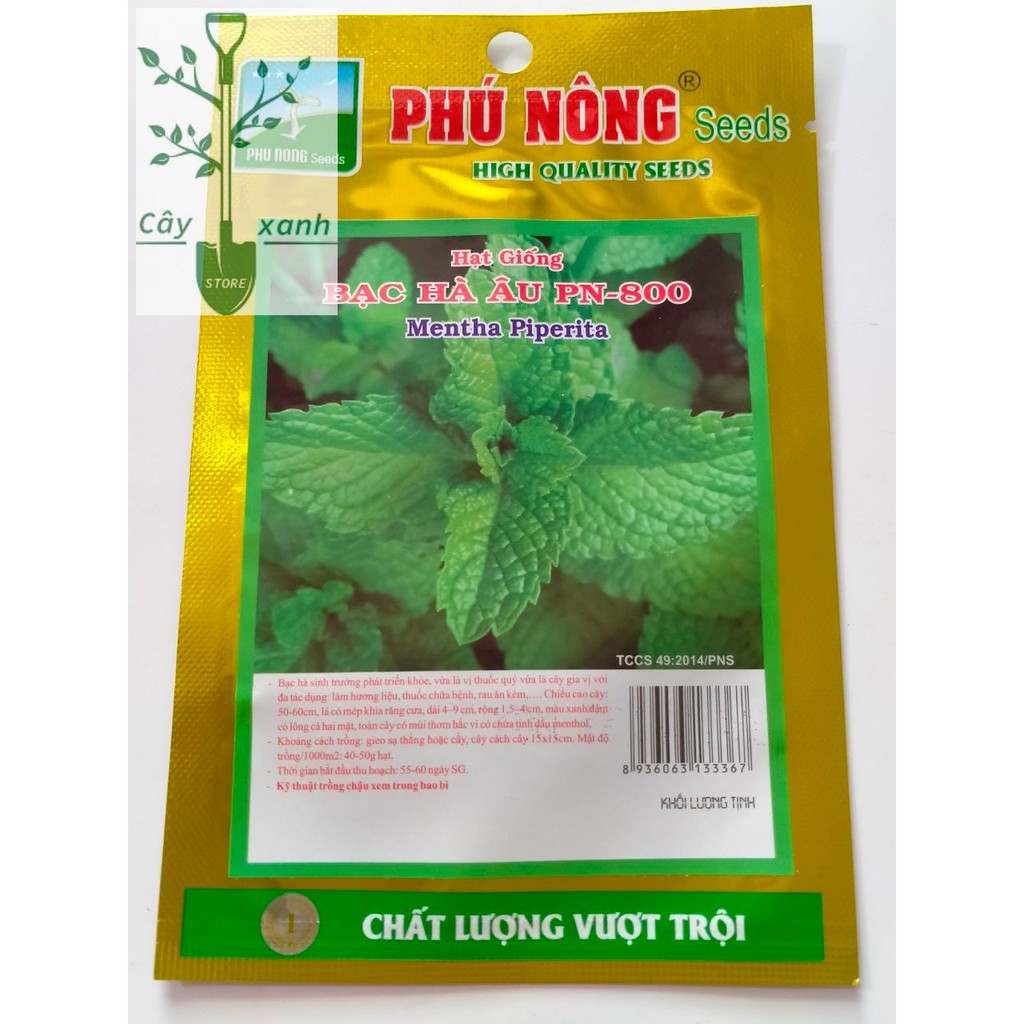 PHÚ NÔNG® Seeds
HIGH QUALITY SEEDS
PHU NONG Seeds
Cây xanh
STORE
Hạt Giống
BẠC HÀ ÂU PN-800
Mentha Piperita
TCCS 49:2014/PNS
- Bạc hà sinh trưởng phát triển khỏe, vừa là vị thuốc quý vừa là cây gia vị với
đa tác dụng: làm hương liệu, thuốc chữa bệnh, rau ăn kèm,.... Chiều cao cây:
50-60cm, lá có mép khía răng cưa, dài 4-9 cm, rộng 1,5-4cm, màu xanh đậm
có lông cả hai mặt, toàn cây có mùi thơm hắc vì có chứa tinh dầu menthol.
- Khoảng cách trồng: gieo sạ thẳng hoặc cấy, cây cách cây 15x15cm. Mật độ
trồng/1000m2: 40-50g hạt.
- Thời gian bắt đầu thu hoạch: 55-60 ngày SG.
- Kỹ thuật trồng chậu xem trong bao bì
8 936063 133367
KHỐI LƯỢNG TỊNH
1
CHẤT LƯỢNG VƯỢT TRỘI